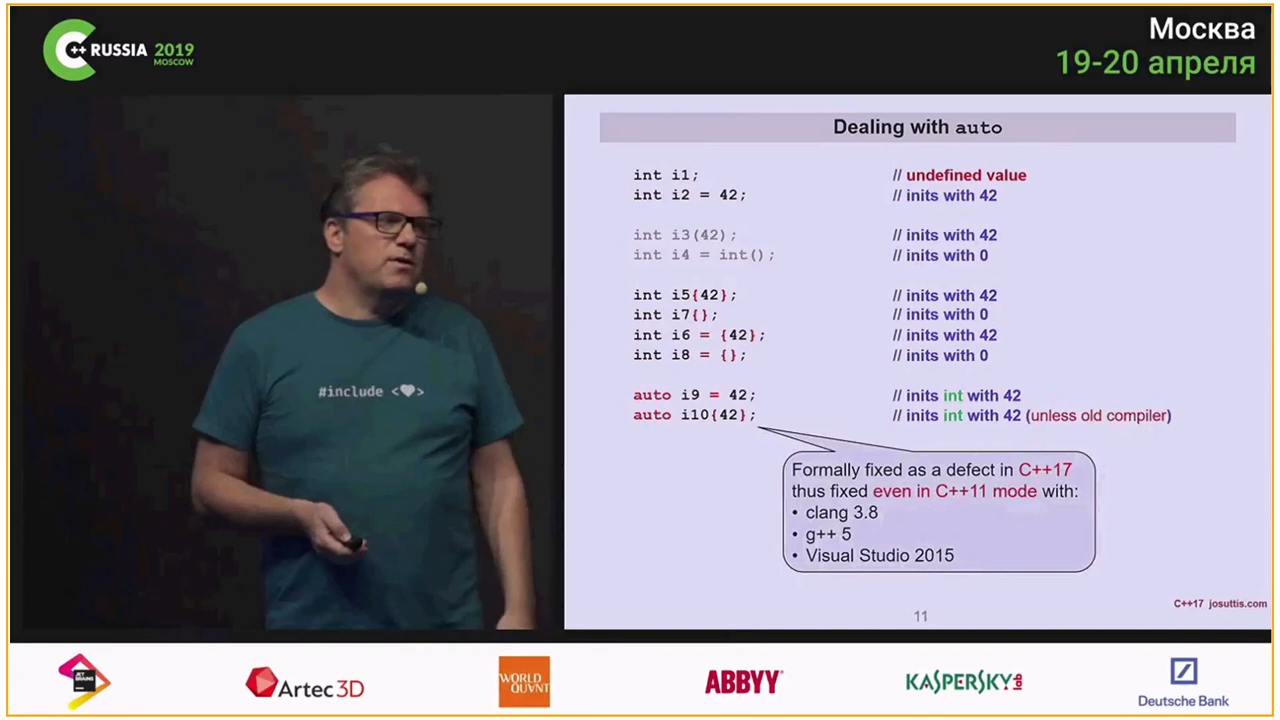 C++ RUSSIA 2019
MOSCOW
Москва
19-20 апреля
Dealing with auto
int i1; // undefined value
int i2 = 42; // inits with 42
int i3(42); // inits with 42
int i4 = int(); // inits with 0
int i5{42}; // inits with 42
int i7{}; // inits with 0
int i6 = {42}; // inits with 42
int i8 = {}; // inits with 0
auto i9 = 42; // inits int with 42
auto i10{42}; // inits int with 42 (unless old compiler)
Formally fixed as a defect in C++17
thus fixed even in C++11 mode with:
• clang 3.8
• g++ 5
• Visual Studio 2015
C++17 josuttis.com
11
#include <♥>
JET
BRAINS
Artec3D
WORLD
QUANT
ABBYY
KASPERSKY lab
Deutsche Bank